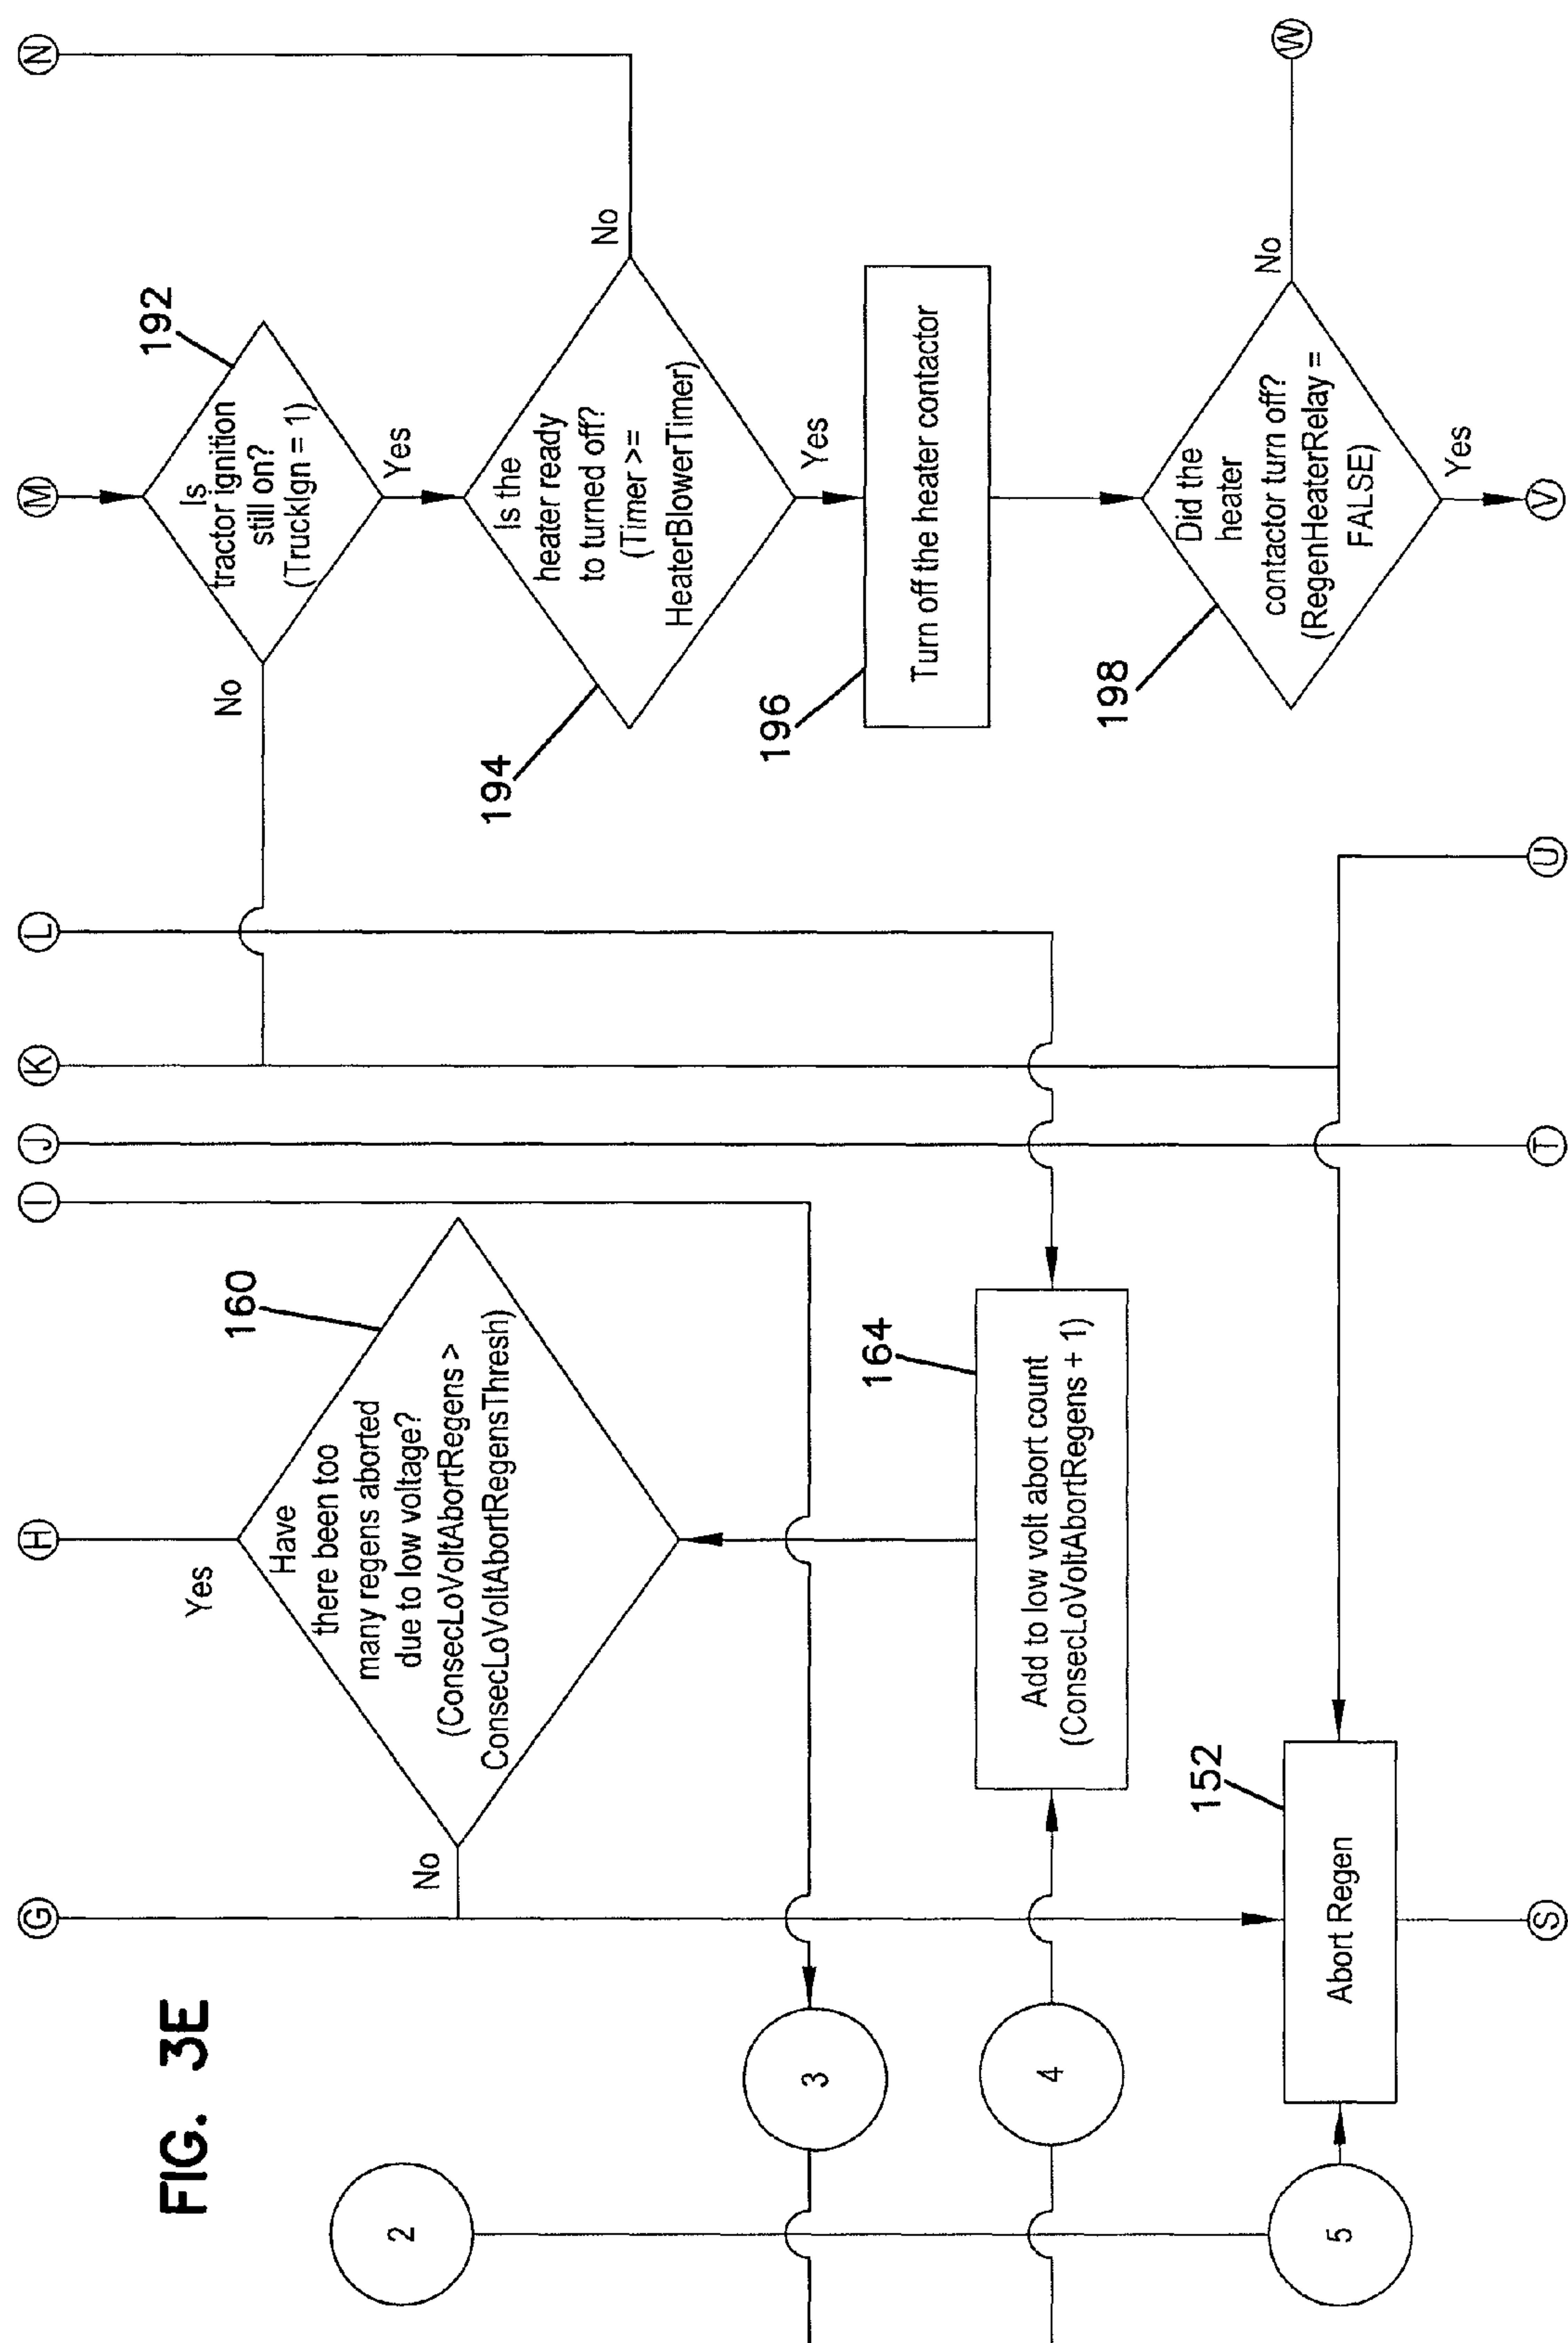 FIG. 3E
G
H
I
J
K
L
M
N
2
3
4
5
No
Yes
Have
there been too
many regens aborted
due to low voltage?
(ConsecLoVoltAbortRegens >
ConsecLoVoltAbortRegensThresh)
160
Add to low volt abort count
(ConsecLoVoltAbortRegens + 1)
164
Abort Regen
152
Is
tractor ignition
still on?
(TruckIgn = 1)
192
No
Yes
Is the
heater ready
to turned off?
(Timer >=
HeaterBlowerTimer)
194
No
Yes
Turn off the heater contactor
196
Did the
heater
contactor turn off?
(RegenHeaterRelay =
FALSE)
198
No
Yes
W
S
T
U
V